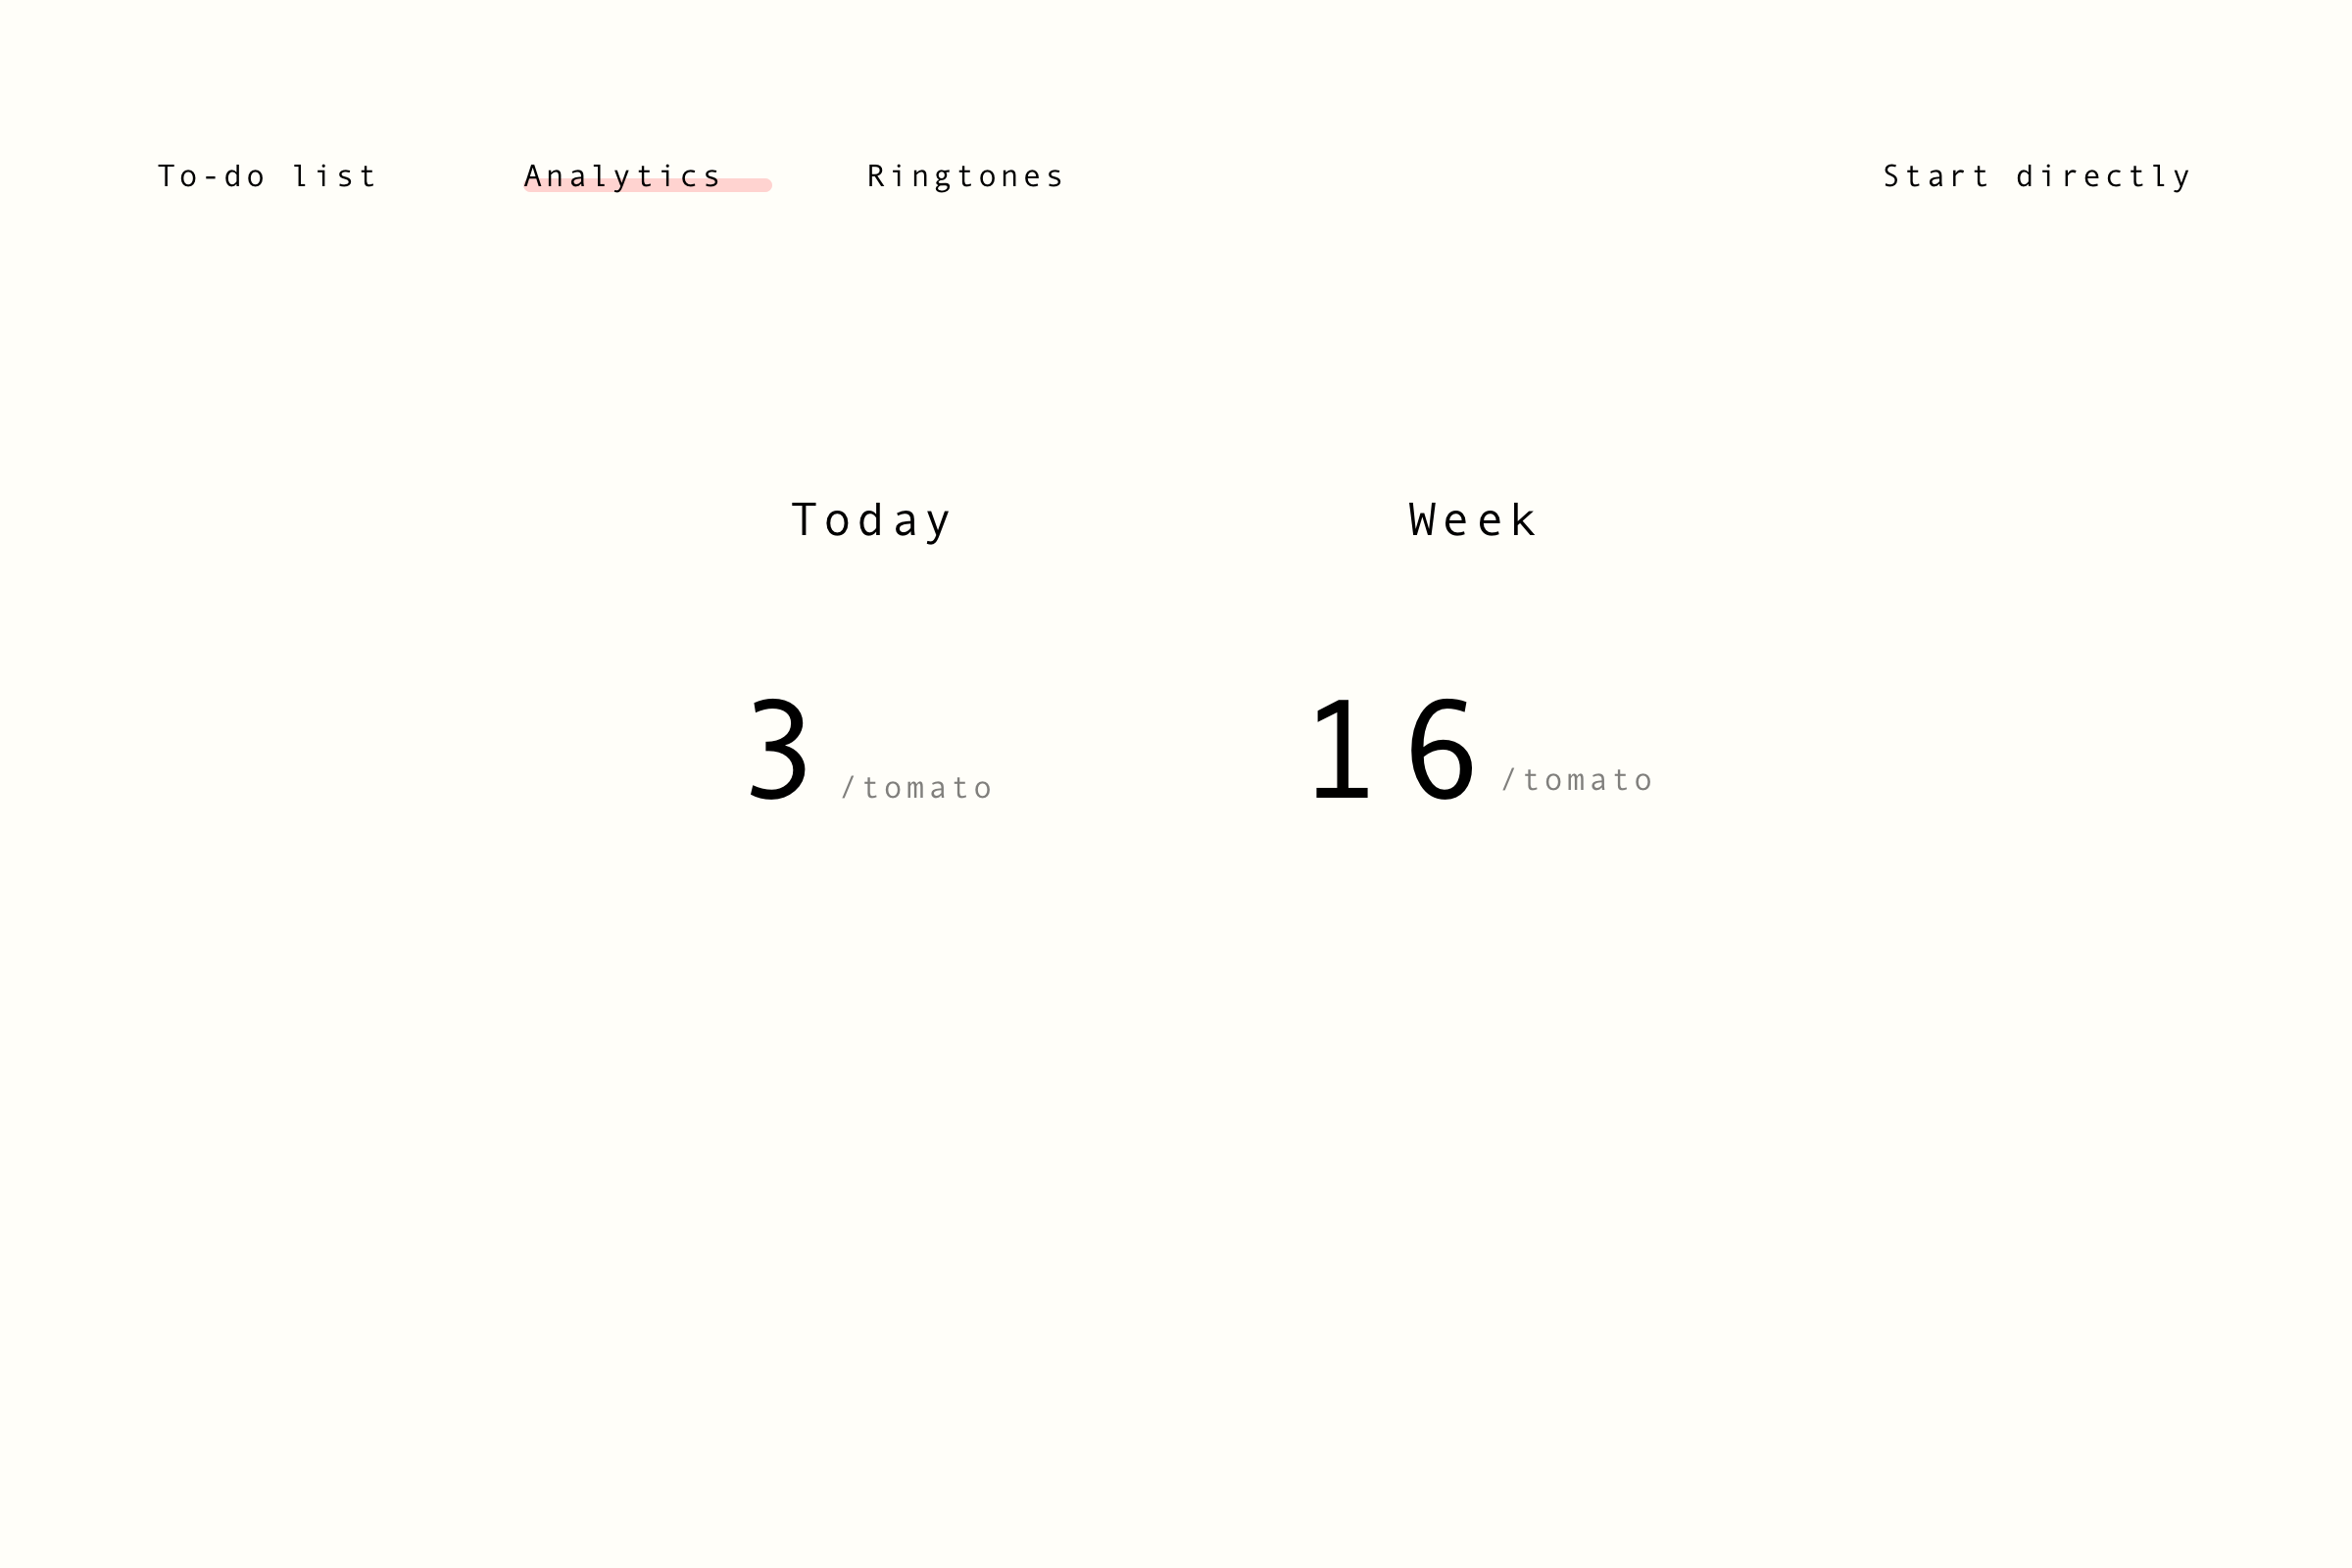 To-do list Analytics Ringtones Start directly
Today Week
3 /tomato 16 /tomato